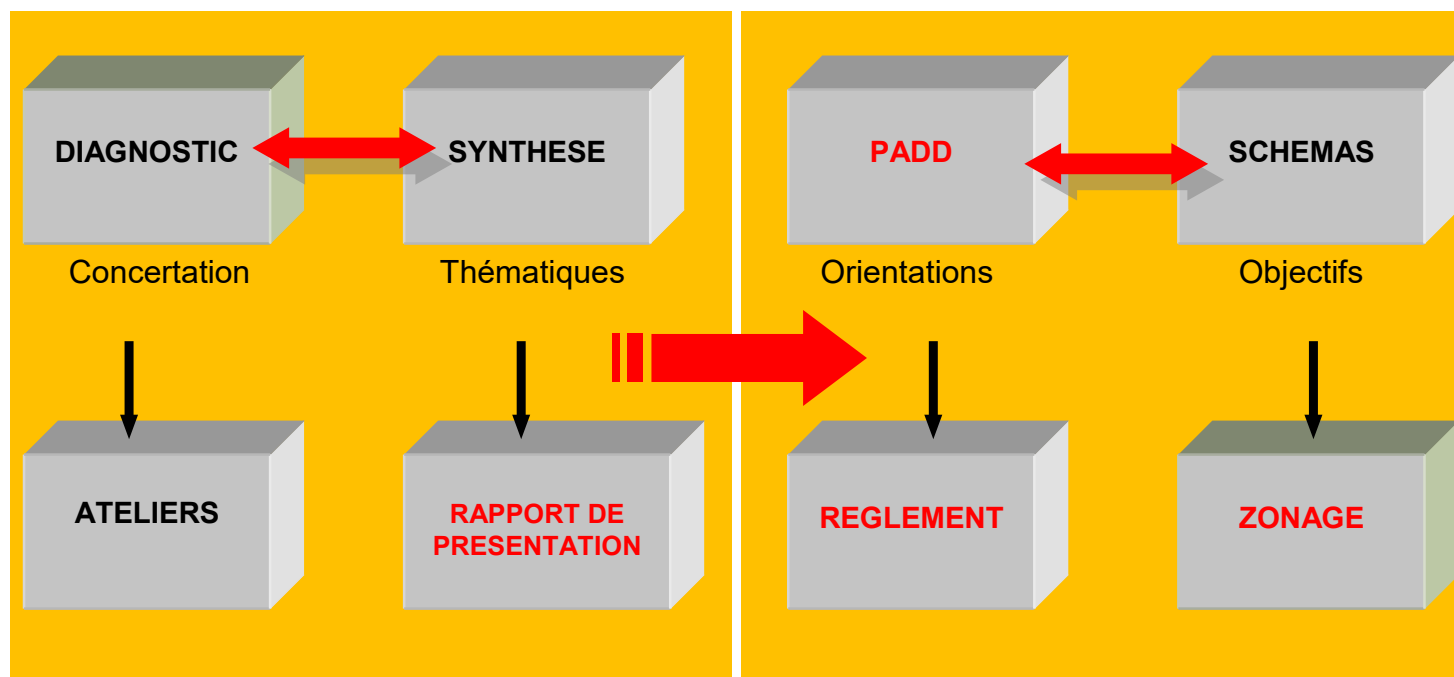 DIAGNOSTIC
SYNTHESE
PADD
SCHEMAS
Concertation
Thématiques
Orientations
Objectifs
ATELIERS
RAPPORT DE
PRESENTATION
REGLEMENT
ZONAGE